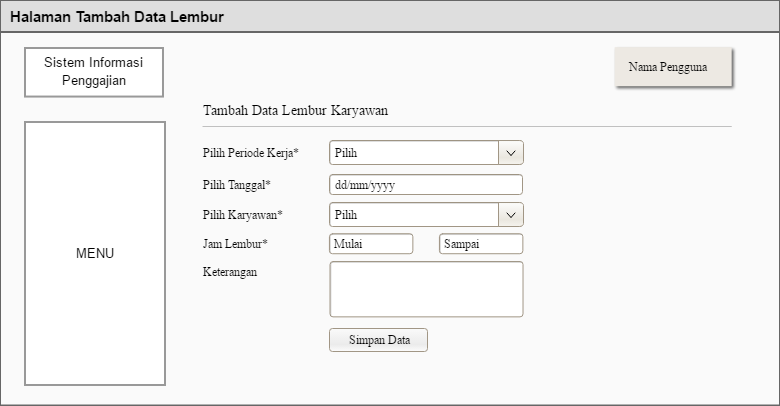 Halaman Tambah Data Lembur
Sistem Informasi
Penggajian
Nama Pengguna
MENU
Tambah Data Lembur Karyawan
Pilih Periode Kerja*
Pilih
Pilih Tanggal*
dd/mm/yyyy
Pilih Karyawan*
Pilih
Jam Lembur*
Mulai
Sampai
Keterangan
Simpan Data